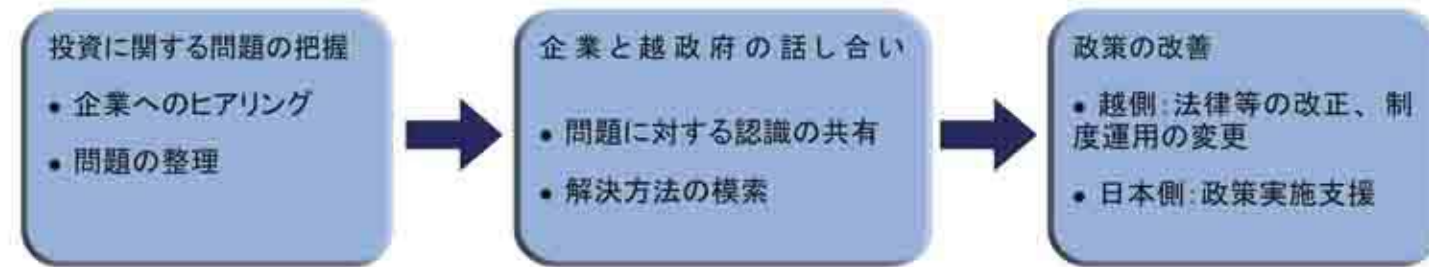 投資に関する問題の把握
• 企業へのヒアリング
• 問題の整理
企業と越政府の話し合い
• 問題に対する認識の共有
• 解決方法の模索
政策の改善
• 越側:法律等の改正、制
度運用の変更
• 日本側:政策実施支援